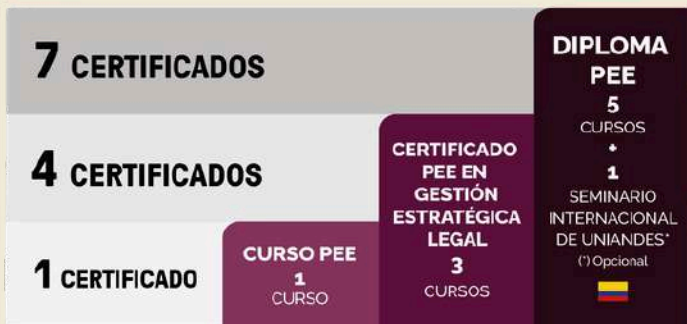 7 CERTIFICADOS
4 CERTIFICADOS
1 CERTIFICADO
CURSO PEE
1
CURSO
CERTIFICADO
PEE EN
GESTIÓN
ESTRATÉGICA
LEGAL
3
CURSOS
DIPLOMA
PEE
5
CURSOS
+
1
SEMINARIO
INTERNACIONAL
DE UNIANDES*
(*) Opcional